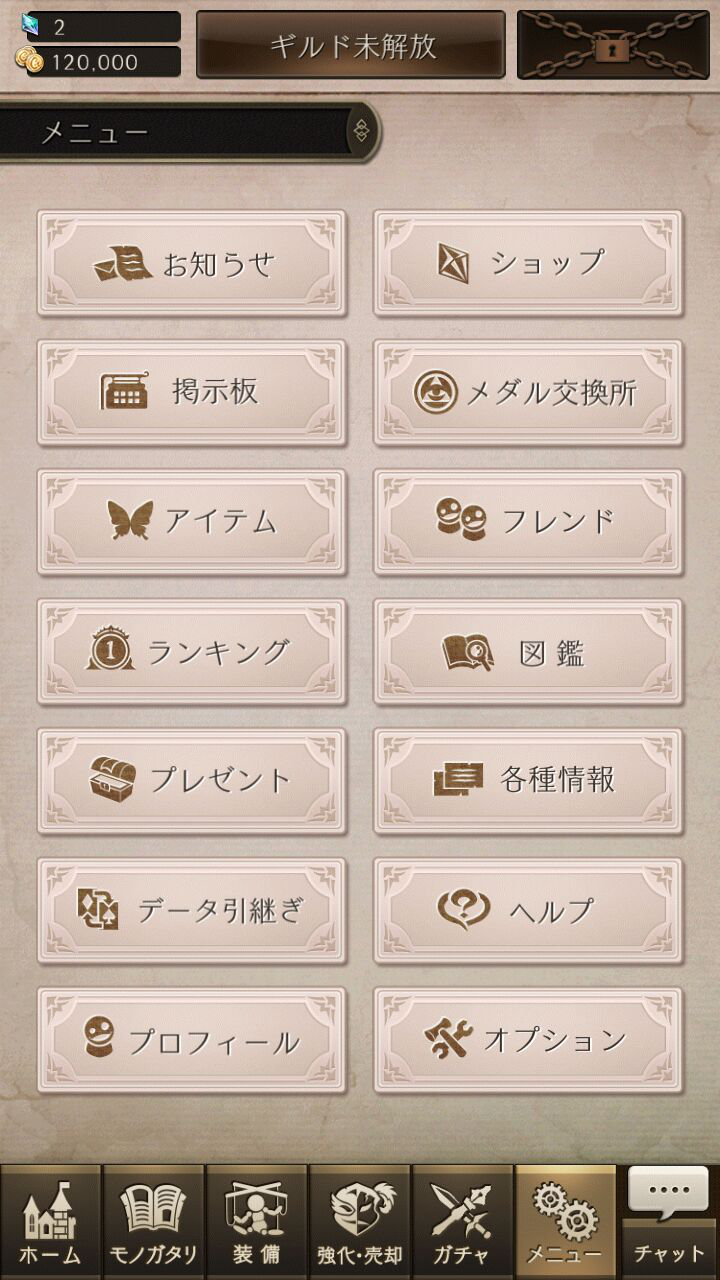 2
ギルド未解放
120,000
メニュー
お知らせ
ショップ
掲示板
メダル交換所
アイテム
フレンド
ランキング
図鑑
プレゼント
各種情報
データ引継ぎ
ヘルプ
プロフィール
オプション
ホーム
モノガタリ
装備
強化・売却
ガチャ
メニュー
チャット